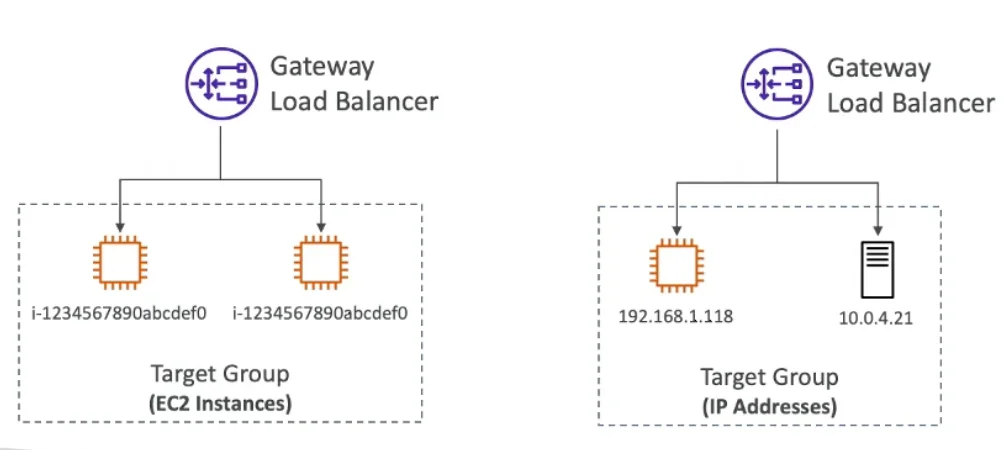 Gateway
Load Balancer
i-1234567890abcdef0
i-1234567890abcdef0
Target Group
(EC2 Instances)
Gateway
Load Balancer
192.168.1.118
10.0.4.21
Target Group
(IP Addresses)